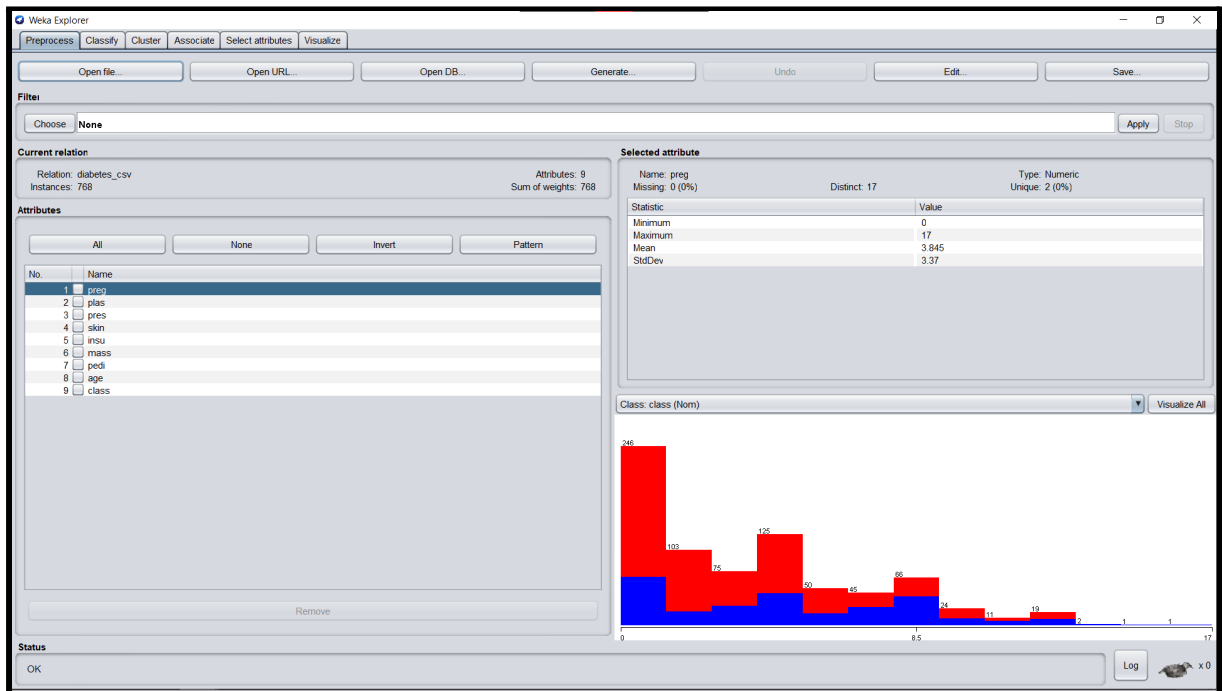 Weka Explorer
Preprocess Classify Cluster Associate Select attributes Visualize
Open file... Open URL... Open DB... Generate... Undo Edit... Save...
Filter
Choose None Apply Stop
Current relation
Relation: diabetes_csv Attributes: 9
Instances: 768 Sum of weights: 768
Attributes
All None Invert Pattern
No. Name
1 preg
2 plas
3 pres
4 skin
5 insu
6 mass
7 pedi
8 age
9 class
Remove
Selected attribute
Name: preg Type: Numeric
Missing: 0 (0%) Distinct: 17 Unique: 2 (0%)
Statistic Value
Minimum 0
Maximum 17
Mean 3.845
StdDev 3.37
Class: class (Nom) Visualize All
246
103
75
125
50
45
66
24
11
19
2
1
1
0 8.5 17
Status
OK
Log x 0